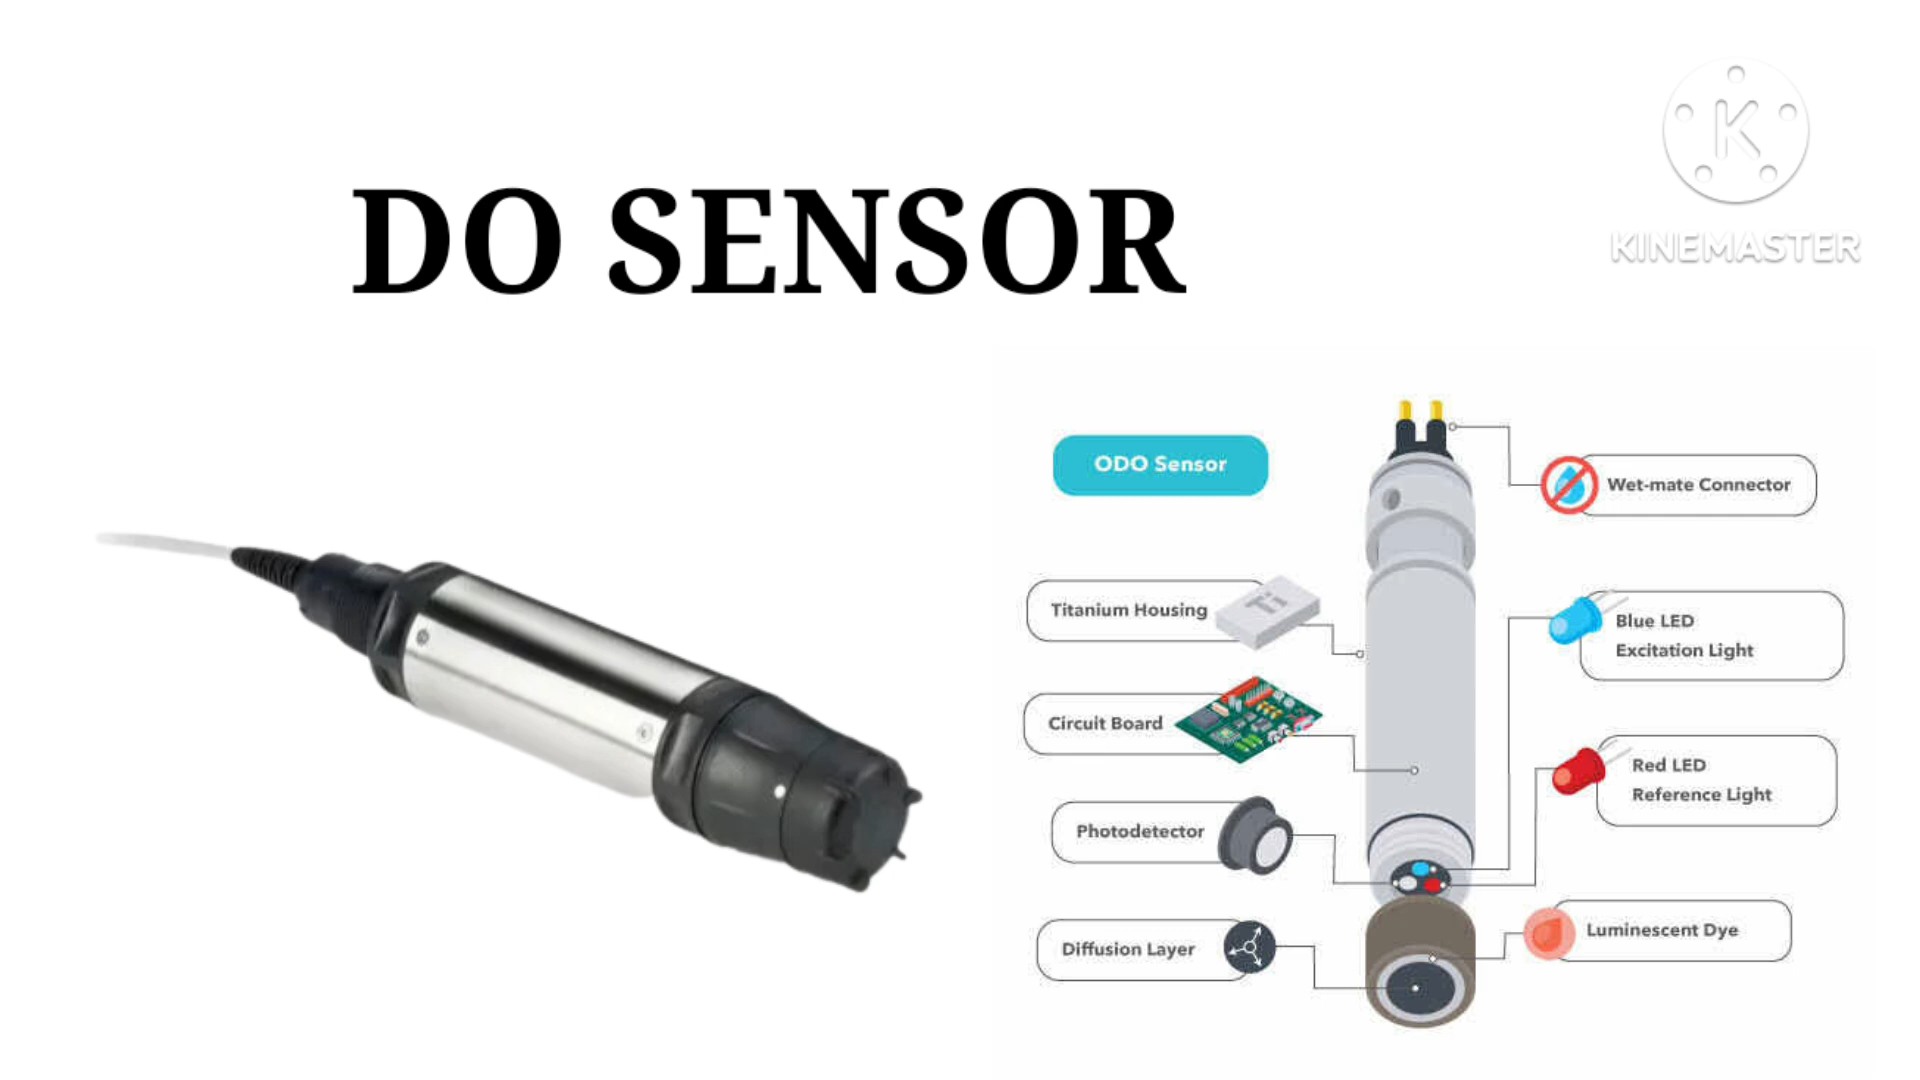 K
KINEMASTER
DO SENSOR
ODO Sensor
Wet-mate Connector
Titanium Housing
Ti
Blue LED
Excitation Light
Circuit Board
Red LED
Reference Light
Photodetector
Luminescent Dye
Diffusion Layer